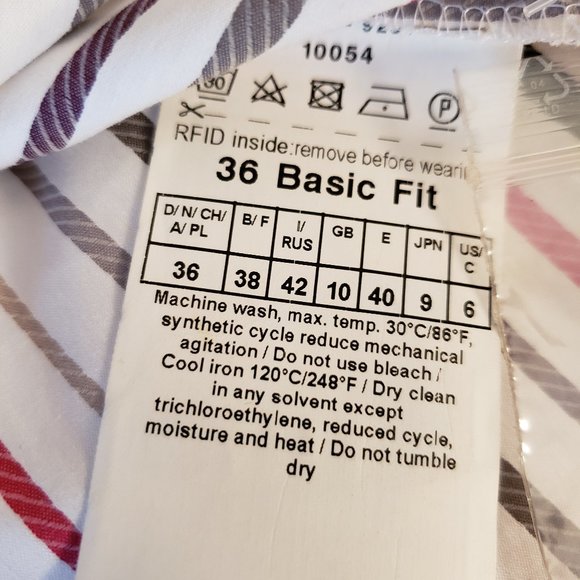 10054
30
P
RFID inside:remove before
36 Basic Fit
D/ N/ CH/ A/ PL B/ F I/ RUS GB E JPN US/ C
36 38 42 10 40 9 6
Machine wash, max. temp. 30°C/86°F,
synthetic cycle reduce mechanical
agitation / Do not use bleach /
Cool iron 120°C/248°F / Dry clean
in any solvent except
trichloroethylene, reduced cycle,
moisture and heat / Do not tumble
dry